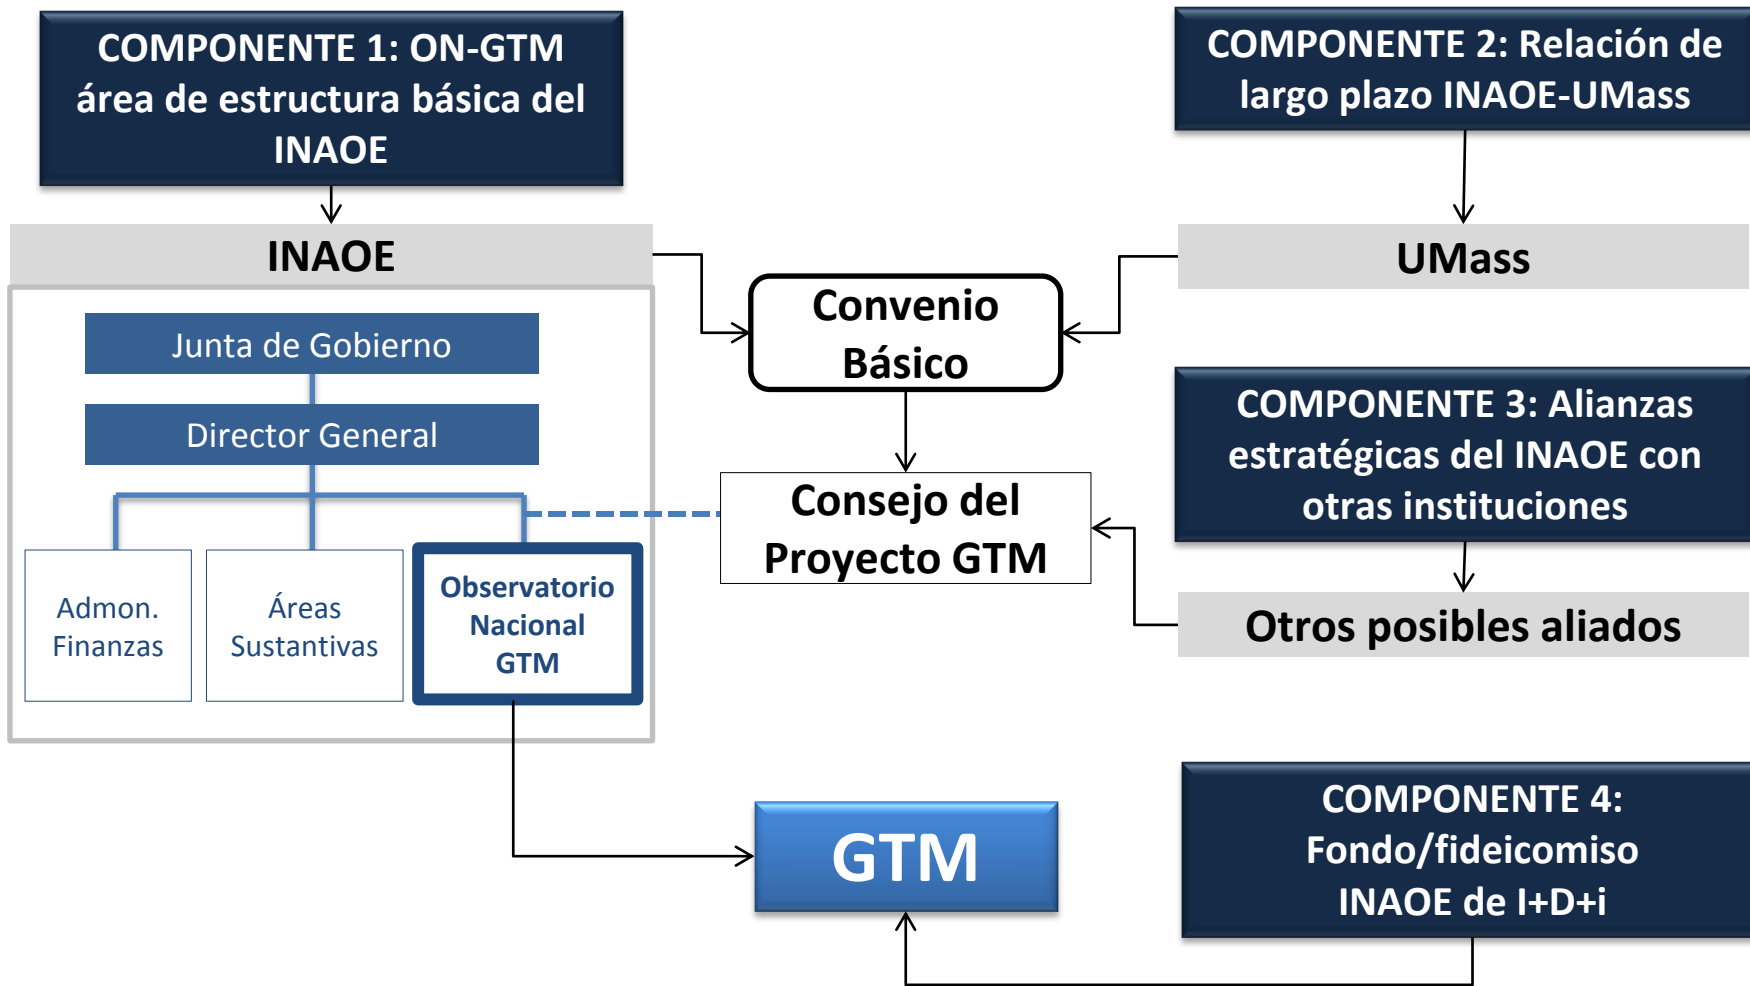 COMPONENTE 1: ON-GTM
área de estructura básica del
INAOE
COMPONENTE 2: Relación de
largo plazo INAOE-UMass
INAOE
UMass
Convenio
Básico
Junta de Gobierno
Director General
COMPONENTE 3: Alianzas
estratégicas del INAOE con
otras instituciones
Consejo del
Proyecto GTM
Admon.
Finanzas
Áreas
Sustantivas
Observatorio
Nacional
GTM
Otros posibles aliados
GTM
COMPONENTE 4:
Fondo/fideicomiso
INAOE de I+D+i